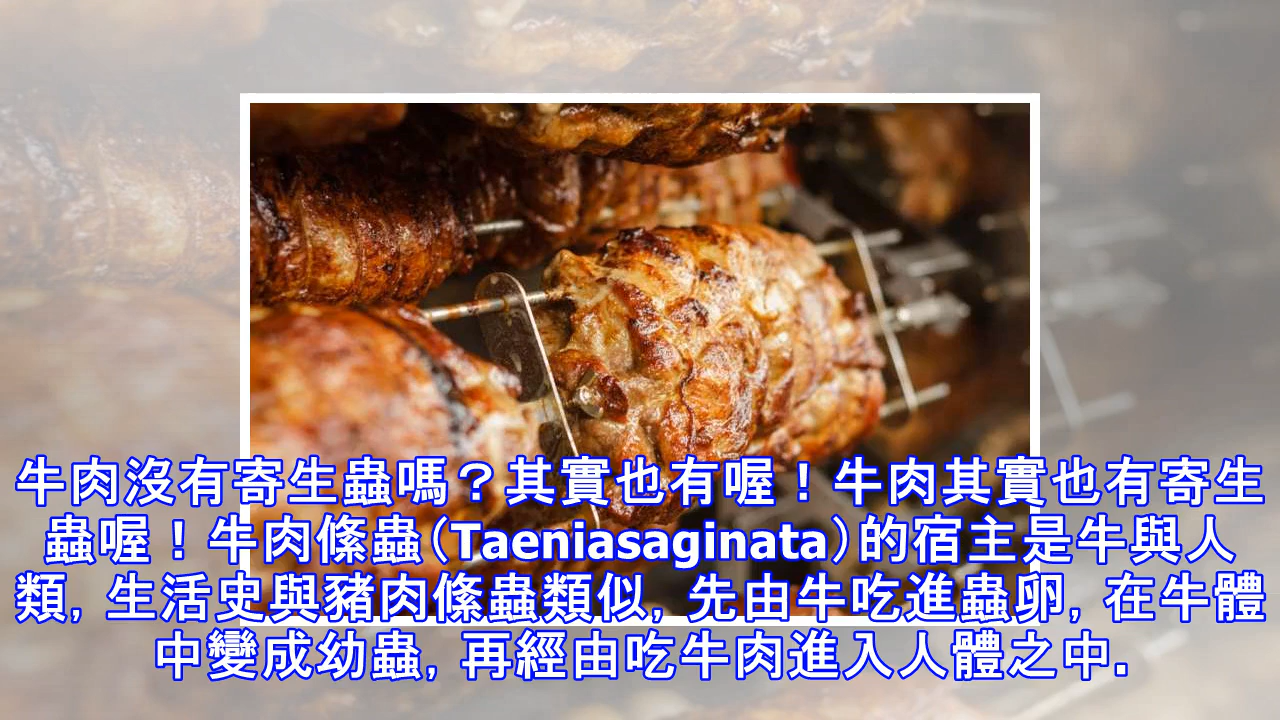 牛肉沒有寄生蟲嗎？其實也有喔！牛肉其實也有寄生
蟲喔！牛肉絛蟲(Taeniasaginata)的宿主是牛與人
類, 生活史與豬肉絛蟲類似, 先由牛吃進蟲卵, 在牛體
中變成幼蟲, 再經由吃牛肉進入人體之中.